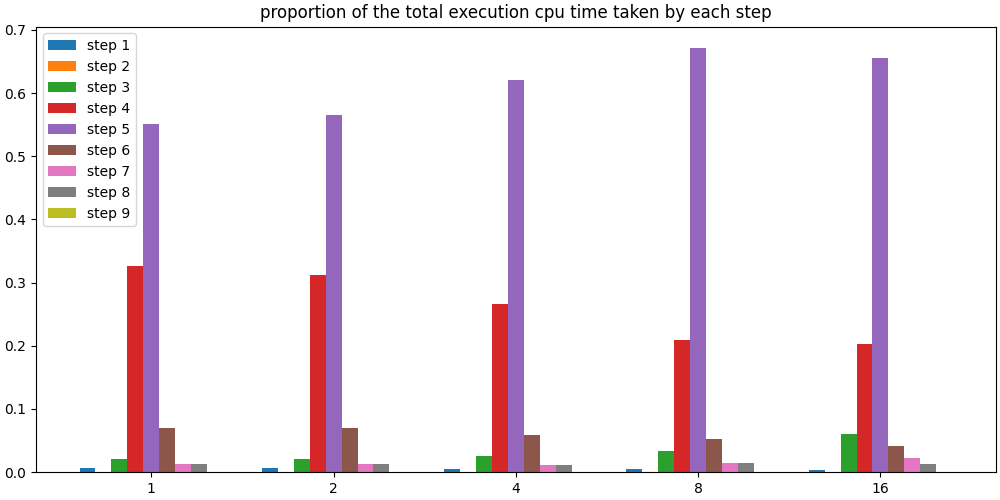 proportion of the total execution cpu time taken by each step
0.7
0.6
0.5
0.4
0.3
0.2
0.1
0.0
step 1
step 2
step 3
step 4
step 5
step 6
step 7
step 8
step 9
1 2 4 8 16